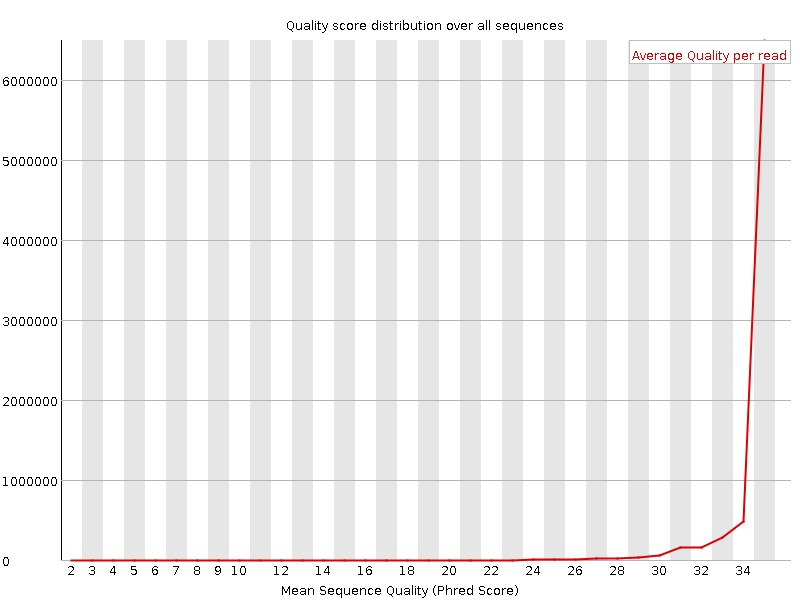 Quality score distribution over all sequences
Average Quality per read
6000000
5000000
4000000
3000000
2000000
1000000
0
2 3 4 5 6 7 8 9 10 12 14 16 18 20 22 24 26 28 30 32 34
Mean Sequence Quality (Phred Score)